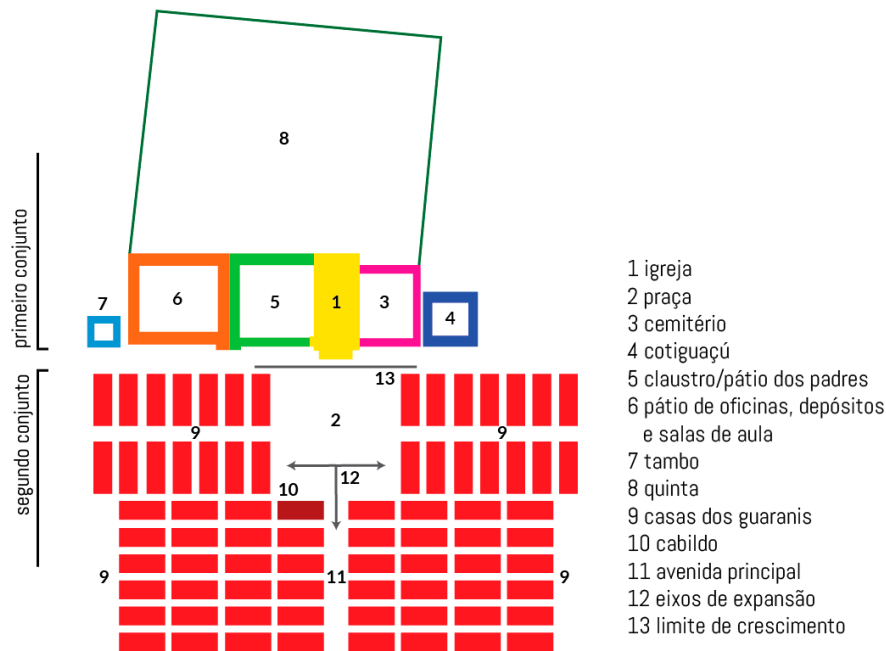 8
primeiro conjunto
7
6
5
1
3
4
13
segundo conjunto
9
2
9
12
10
9
11
9
1 igreja
2 praça
3 cemitério
4 cotiguaçú
5 claustro/pátio dos padres
6 pátio de oficinas, depósitos
e salas de aula
7 tambo
8 quinta
9 casas dos guaranis
10 cabildo
11 avenida principal
12 eixos de expansão
13 limite de crescimento